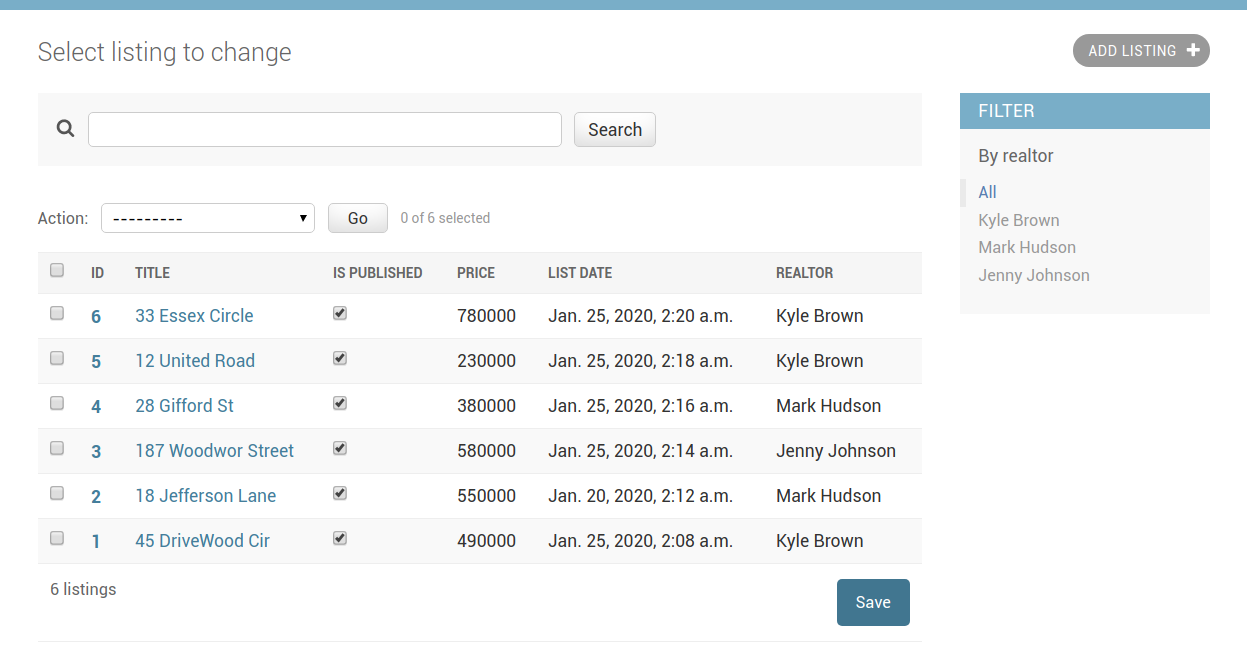 Select listing to change
ADD LISTING
Search
FILTER
By realtor
All
Kyle Brown
Mark Hudson
Jenny Johnson
Action: --------- Go 0 of 6 selected
ID TITLE IS PUBLISHED PRICE LIST DATE REALTOR
6 33 Essex Circle 780000 Jan. 25, 2020, 2:20 a.m. Kyle Brown
5 12 United Road 230000 Jan. 25, 2020, 2:18 a.m. Kyle Brown
4 28 Gifford St 380000 Jan. 25, 2020, 2:16 a.m. Mark Hudson
3 187 Woodwor Street 580000 Jan. 25, 2020, 2:14 a.m. Jenny Johnson
2 18 Jefferson Lane 550000 Jan. 20, 2020, 2:12 a.m. Mark Hudson
1 45 DriveWood Cir 490000 Jan. 25, 2020, 2:08 a.m. Kyle Brown
6 listings
Save